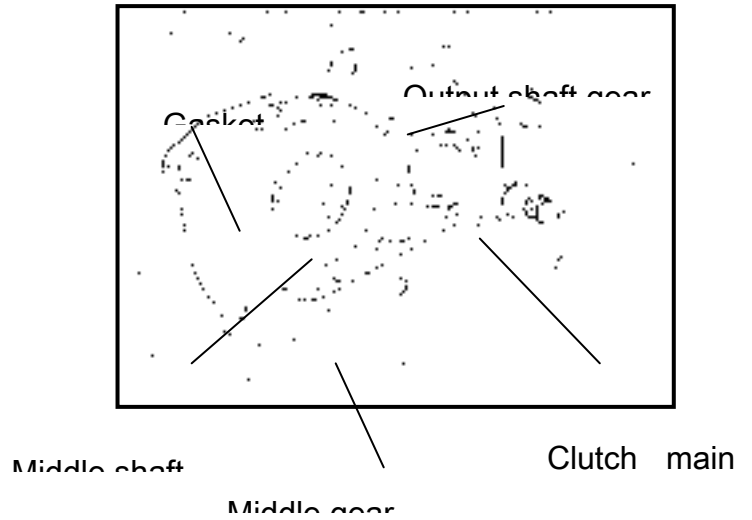 Output shaft gear
Gasket
Clutch main
Middle shaft
Middle gear